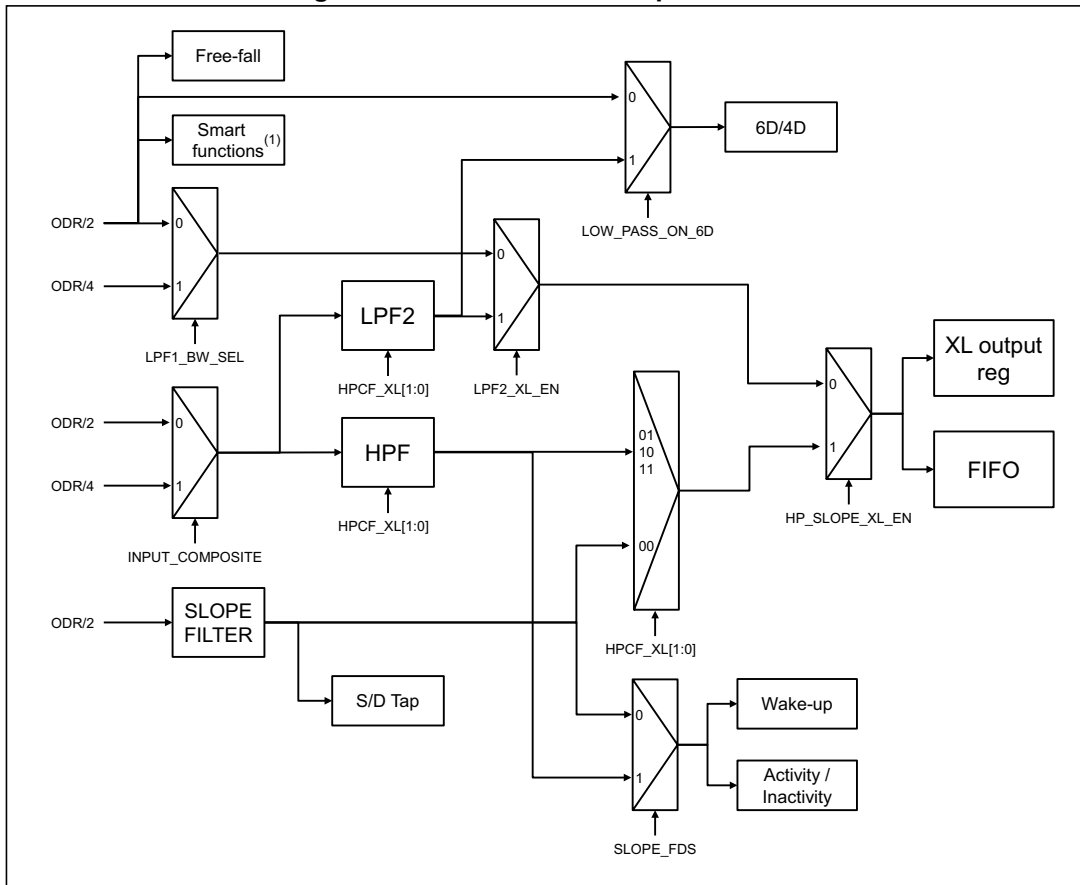 Free-fall
Smart (1)
functions
0
1
6D/4D
LOW_PASS_ON_6D
ODR/2
0
ODR/4
1
LPF1_BW_SEL
LPF2
HPCF_XL[1:0]
0
1
LPF2_XL_EN
XL output
reg
FIFO
0
1
HP_SLOPE_XL_EN
ODR/2
0
ODR/4
1
INPUT_COMPOSITE
HPF
HPCF_XL[1:0]
01
10
11
00
HPCF_XL[1:0]
ODR/2
SLOPE
FILTER
S/D Tap
0
1
SLOPE_FDS
Wake-up
Activity /
Inactivity